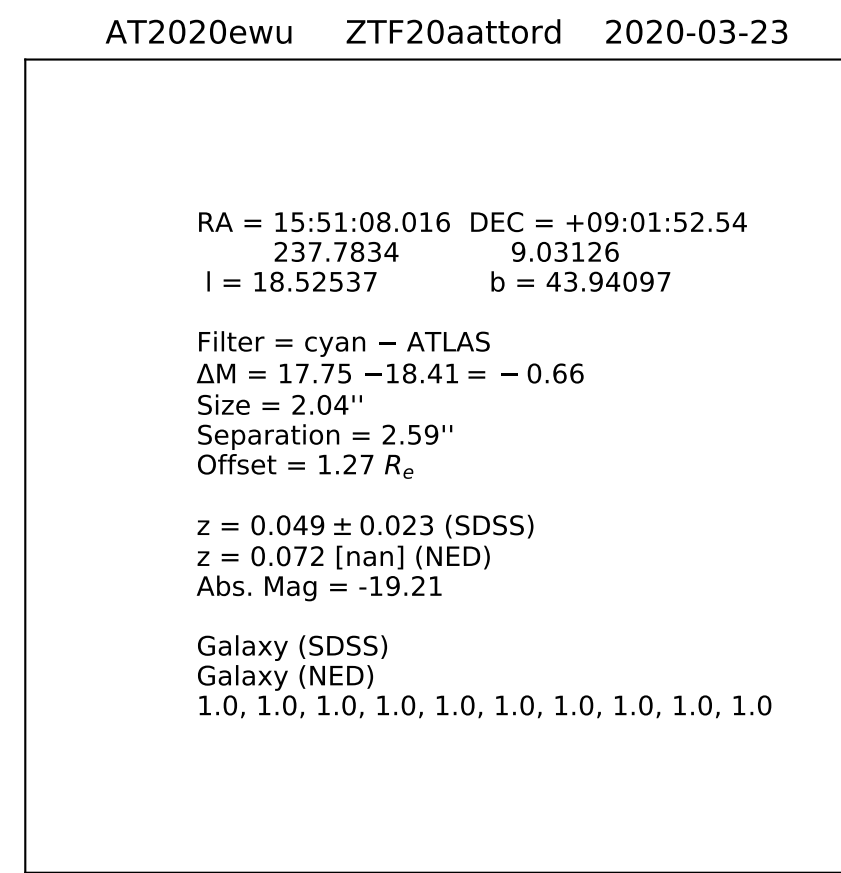 AT2020ewu ZTF20aattord 2020-03-23
RA = 15:51:08.016 DEC = +09:01:52.54
237.7834 9.03126
l = 18.52537 b = 43.94097
Filter = cyan − ATLAS
ΔM = 17.75 −18.41 = − 0.66
Size = 2.04''
Separation = 2.59''
Offset = 1.27 Re
z = 0.049 ± 0.023 (SDSS)
z = 0.072 [nan] (NED)
Abs. Mag = -19.21
Galaxy (SDSS)
Galaxy (NED)
1.0, 1.0, 1.0, 1.0, 1.0, 1.0, 1.0, 1.0, 1.0, 1.0